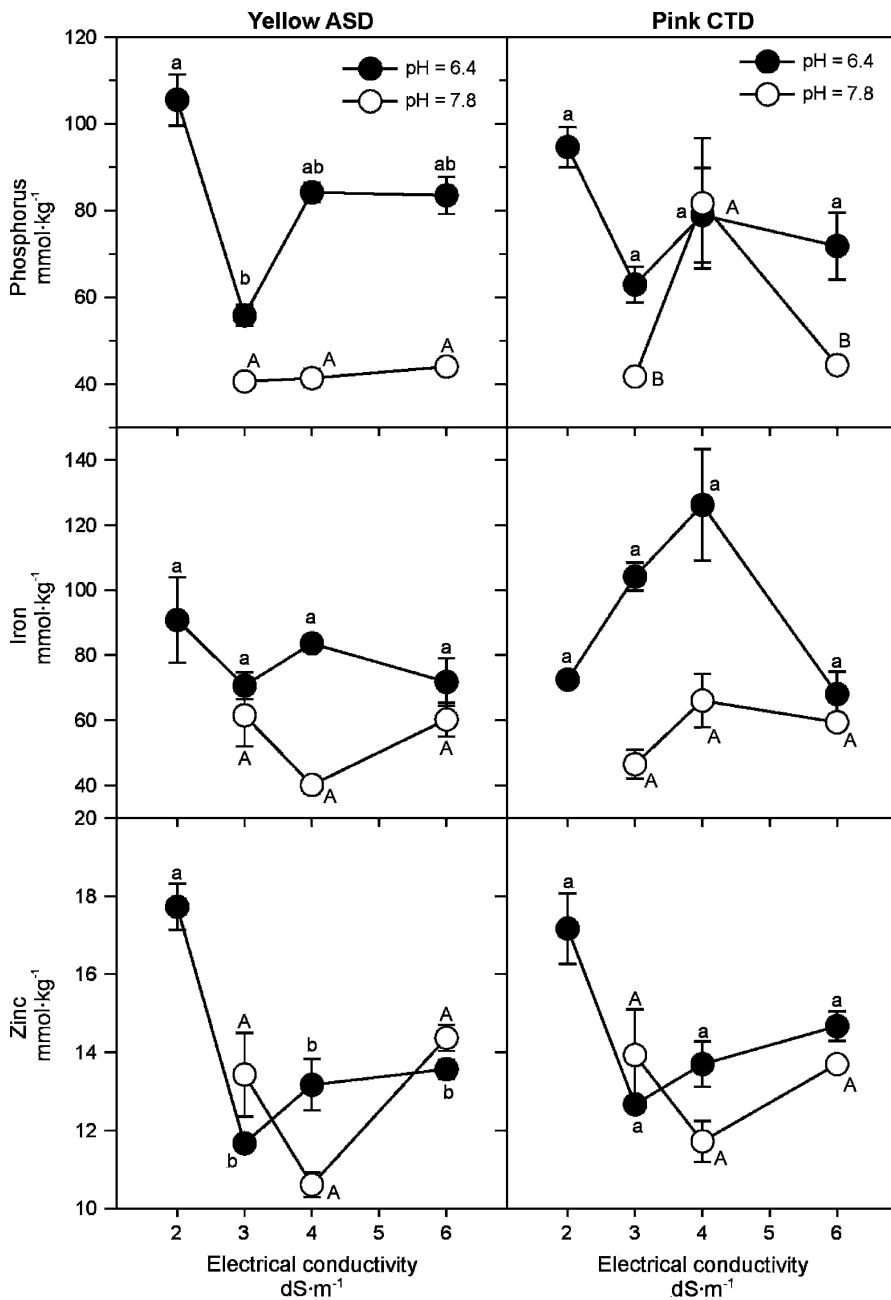 Yellow ASD
Pink CTD
120
100
80
60
40
Phosphorus
mmol·kg⁻¹
pH = 6.4
pH = 7.8
a
b
ab
ab
A
A
A
pH = 6.4
pH = 7.8
a
a
a
A
a
B
B
140
120
100
80
60
40
20
Iron
mmol·kg⁻¹
a
a
a
a
A
A
A
a
a
a
a
A
A
A
18
16
14
12
10
Zinc
mmol·kg⁻¹
a
A
b
A
b
b
A
a
A
a
a
a
A
A
2 3 4 5 6
2 3 4 5 6
Electrical conductivity
dS·m⁻¹
Electrical conductivity
dS·m⁻¹